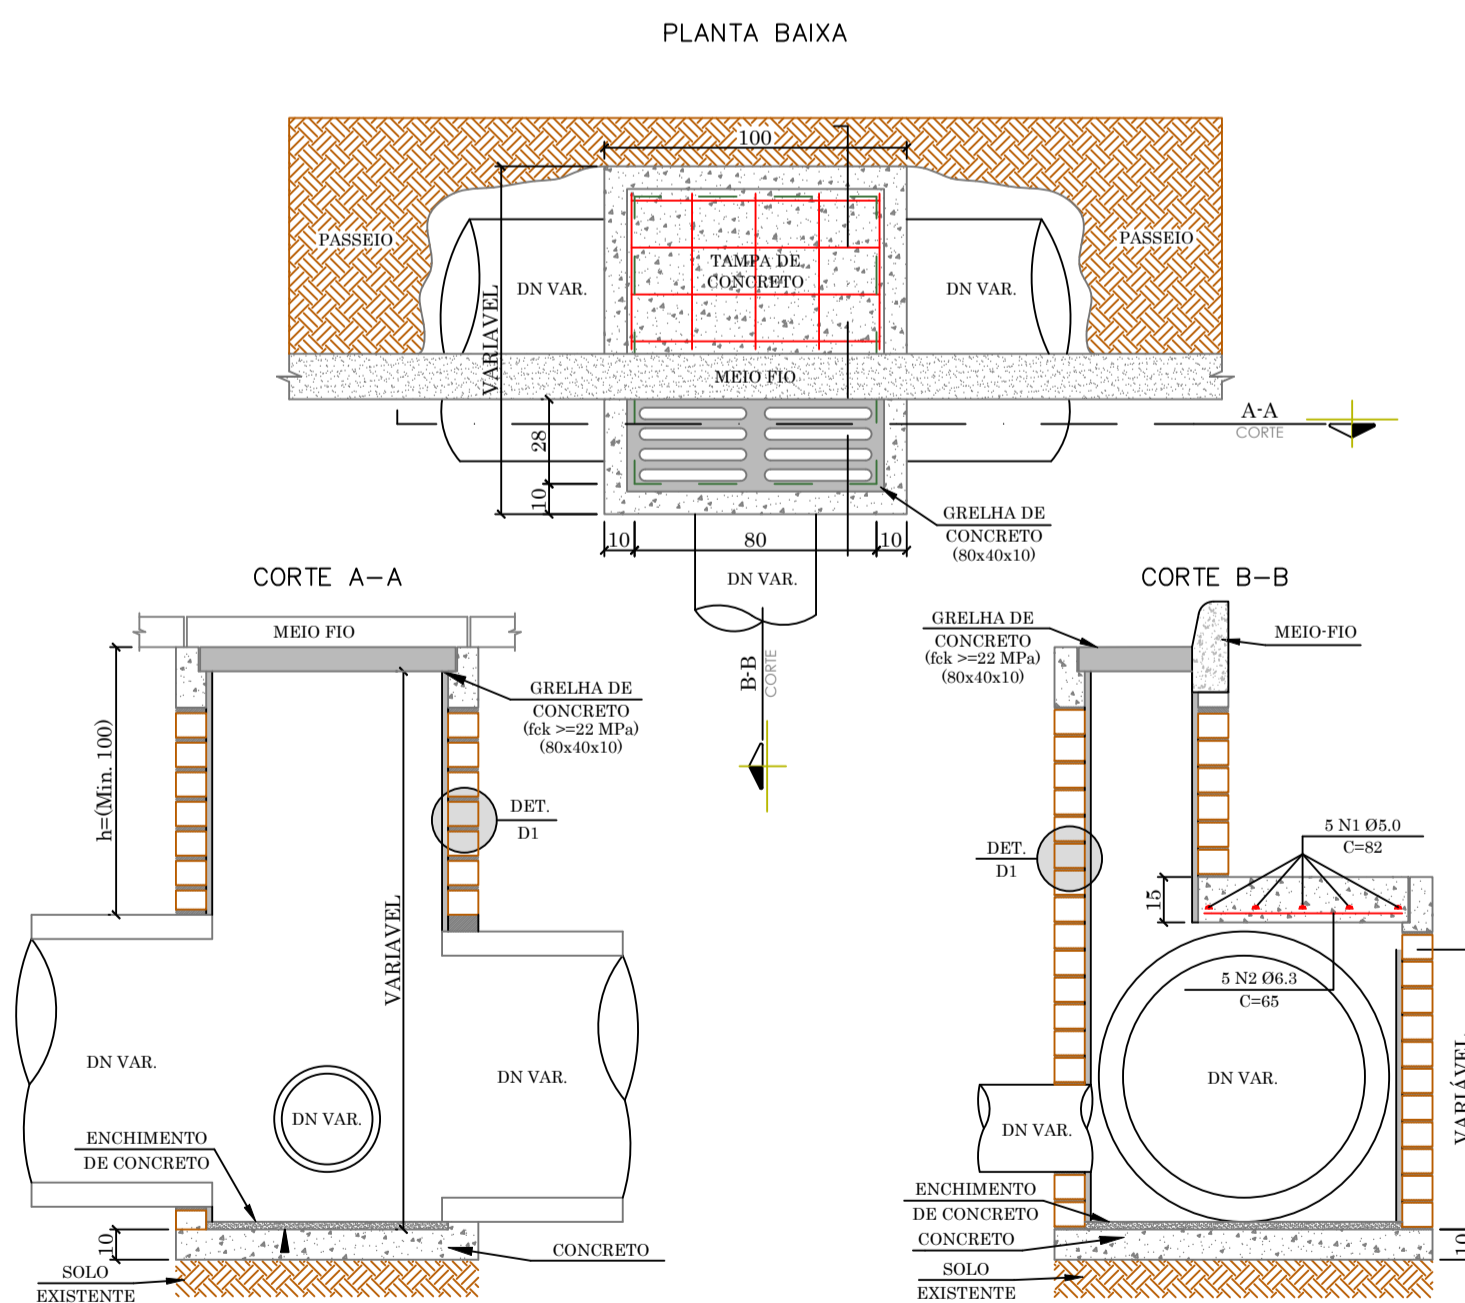 PLANTA BAIXA
100
PASSEIO
PASSEIO
TAMPA DE
CONCRETO
DN VAR.
DN VAR.
VARIAVEL
MEIO FIO
28
10
A-A
CORTE
GRELHA DE
CONCRETO
(80x40x10)
10
80
10
DN VAR.
B-B
CORTE
CORTE A-A
MEIO FIO
h=(Min. 100)
GRELHA DE
CONCRETO
(fck >=22 MPa)
(80x40x10)
DET.
D1
VARIAVEL
DN VAR.
DN VAR.
DN VAR.
ENCHIMENTO
DE CONCRETO
10
CONCRETO
SOLO
EXISTENTE
CORTE B-B
GRELHA DE
CONCRETO
(fck >=22 MPa)
(80x40x10)
MEIO-FIO
DET.
D1
5 N1 Ø5.0
C=82
15
5 N2 Ø6.3
C=65
DN VAR.
DN VAR.
VARIÁVEL
ENCHIMENTO
DE CONCRETO
CONCRETO
10
SOLO
EXISTENTE